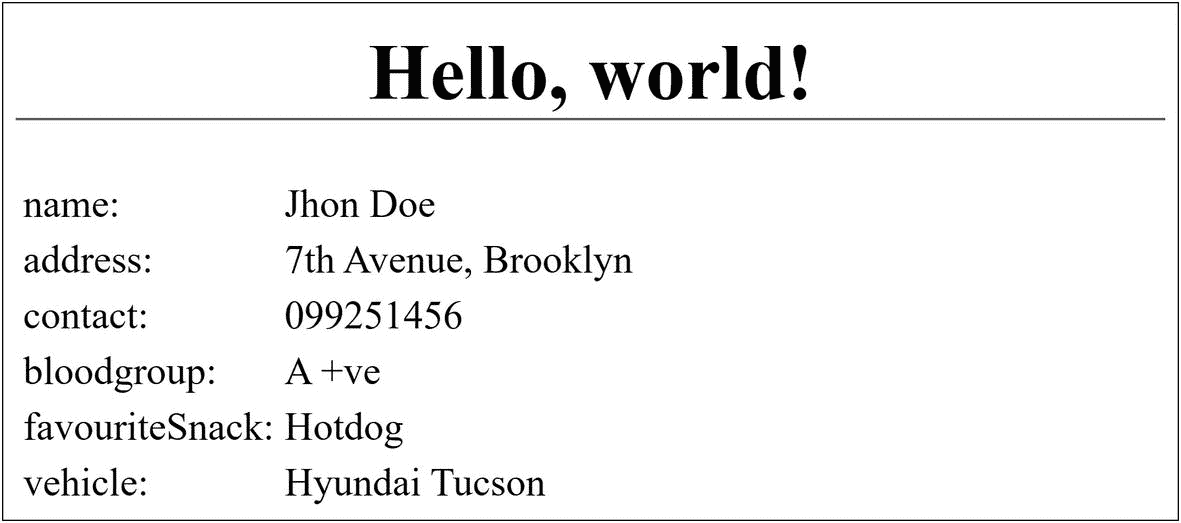 Hello, world!
name: Jhon Doe
address: 7th Avenue, Brooklyn
contact: 099251456
bloodgroup: A +ve
favouriteSnack: Hotdog
vehicle: Hyundai Tucson